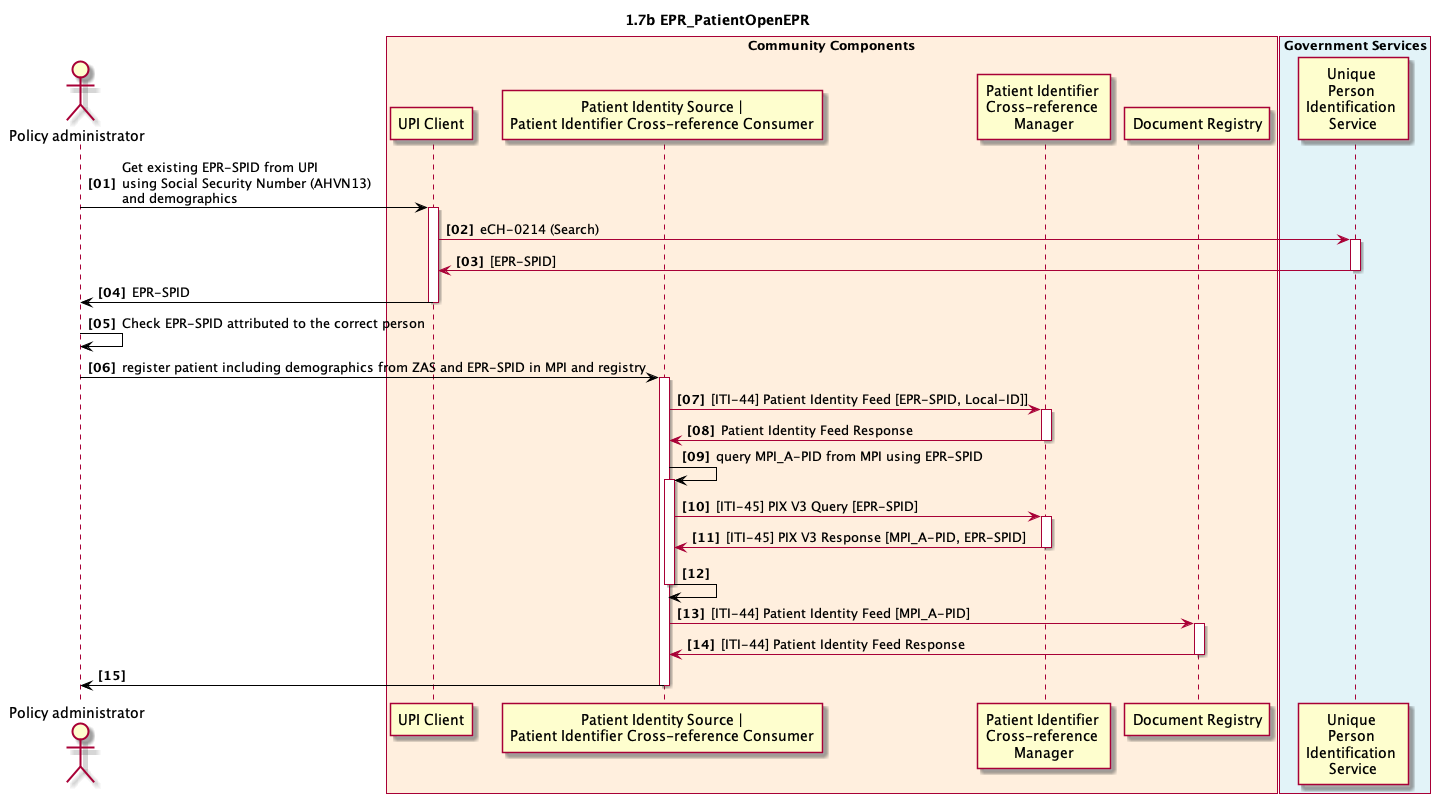 1.7b EPR_PatientOpenEPR
Community Components
Government Services
Policy administrator
UPI Client
Patient Identity Source |
Patient Identifier Cross-reference Consumer
Patient Identifier
Cross-reference
Manager
Document Registry
Unique
Person
Identification
Service
Get existing EPR-SPID from UPI
[01] using Social Security Number (AHVN13)
and demographics
[02] eCH-0214 (Search)
[03] [EPR-SPID]
[04] EPR-SPID
[05] Check EPR-SPID attributed to the correct person
[06] register patient including demographics from ZAS and EPR-SPID in MPI and registry
[07] [ITI-44] Patient Identity Feed [EPR-SPID, Local-ID]]
[08] Patient Identity Feed Response
[09] query MPI_A-PID from MPI using EPR-SPID
[10] [ITI-45] PIX V3 Query [EPR-SPID]
[11] [ITI-45] PIX V3 Response [MPI_A-PID, EPR-SPID]
[12]
[13] [ITI-44] Patient Identity Feed [MPI_A-PID]
[14] [ITI-44] Patient Identity Feed Response
[15]
Policy administrator
UPI Client
Patient Identity Source |
Patient Identifier Cross-reference Consumer
Patient Identifier
Cross-reference
Manager
Document Registry
Unique
Person
Identification
Service